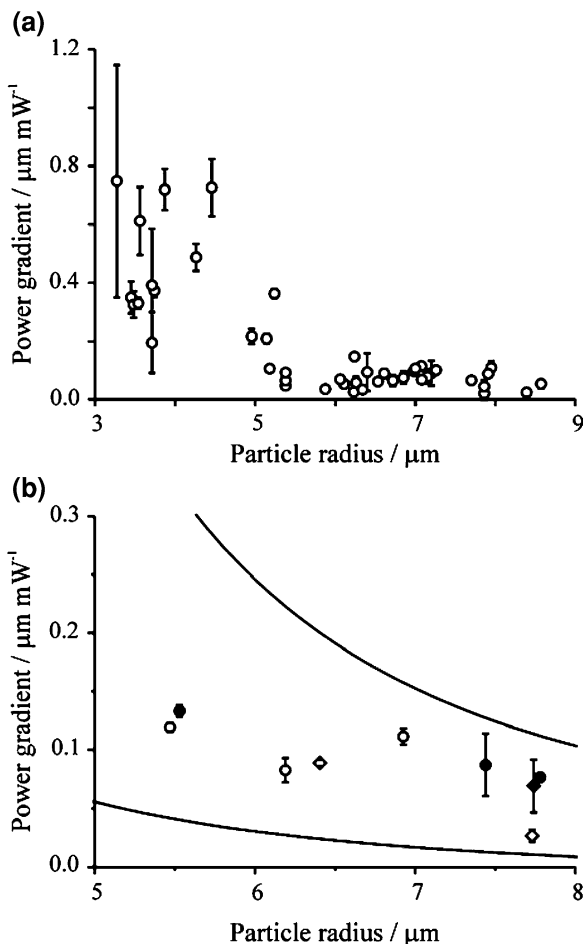 (a)
1.2
0.8
0.4
0.0
Power gradient / μm mW⁻¹
3 5 7 9
Particle radius / μm
(b)
0.3
0.2
0.1
0.0
Power gradient / μm mW⁻¹
5 6 7 8
Particle radius / μm